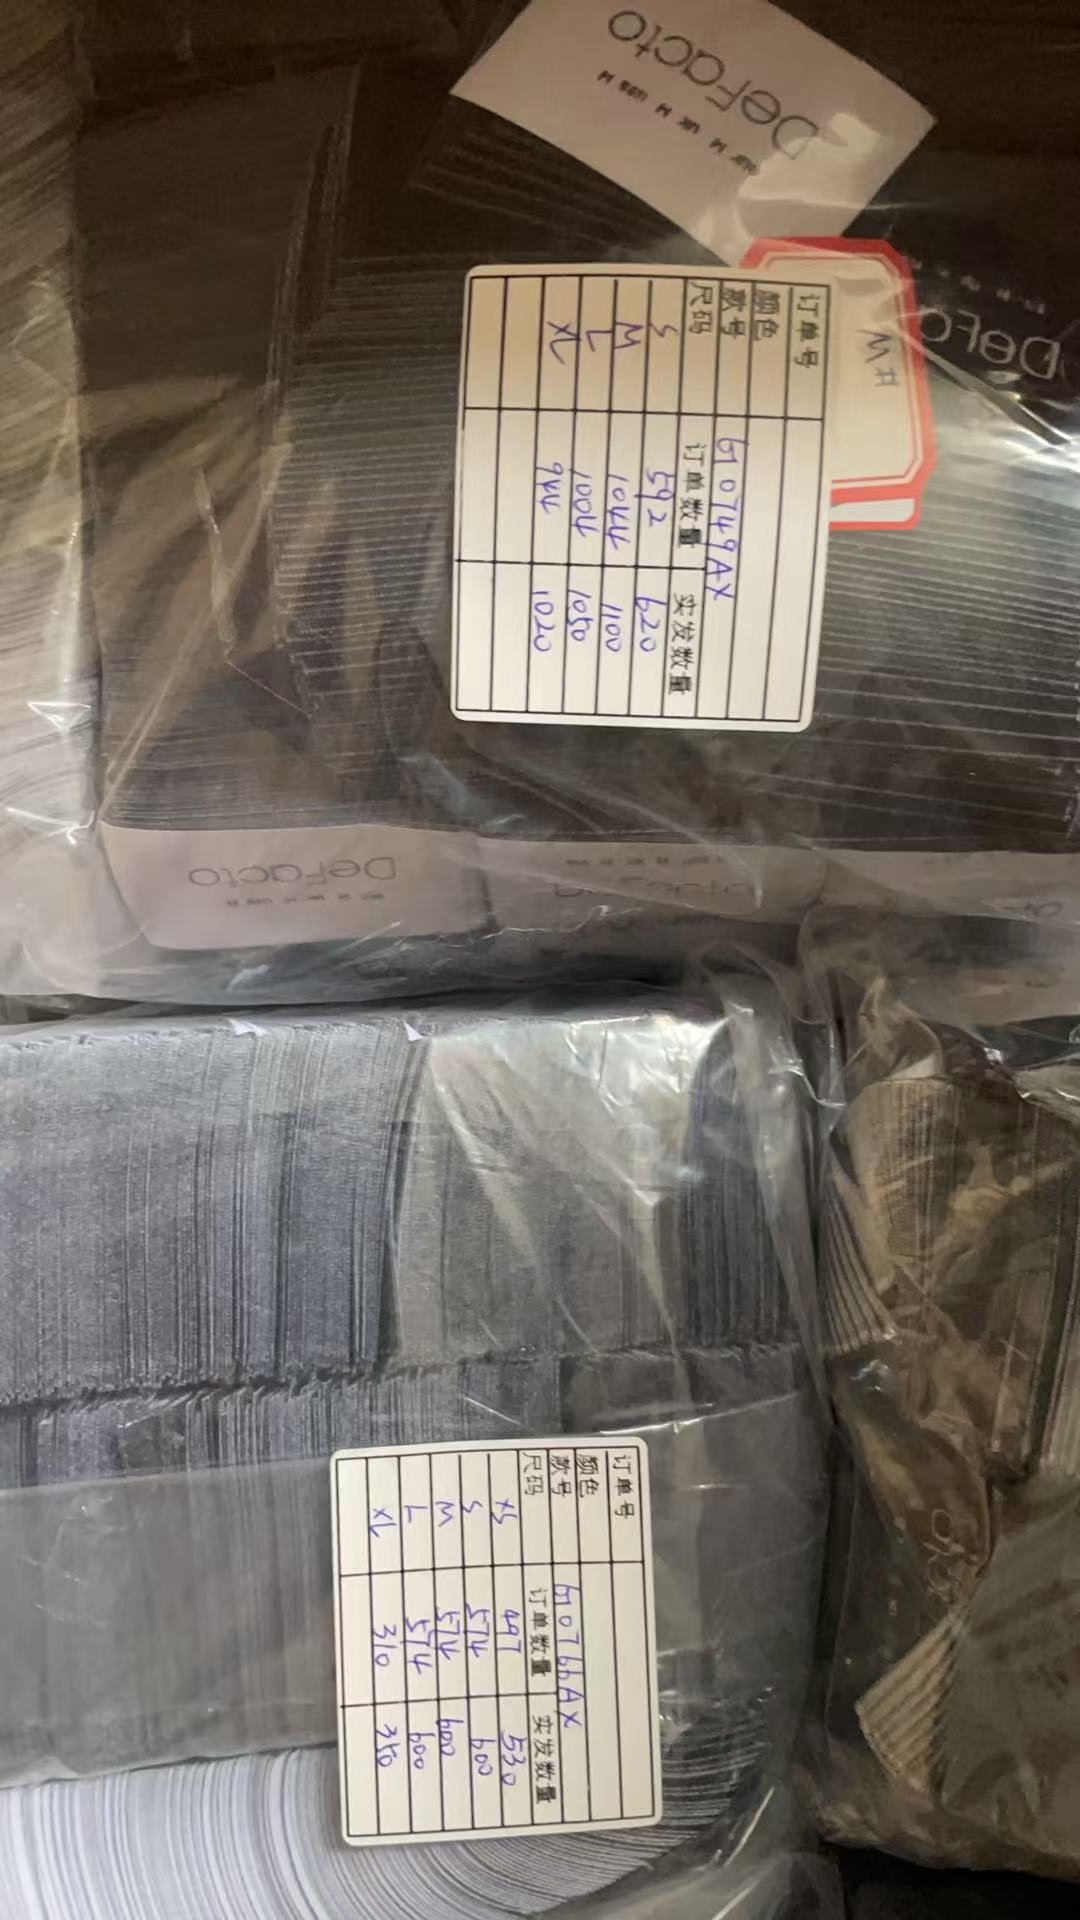 DeFacto
DeFacto
M#
订单号
颜色
款号 G10749AX
尺码 订单数量 实发数量
S 592 620
M 1044 1100
L 1004 1050
XL 944 1020
DeFacto
订单号
颜色
款号 G1076bAX
尺码 订单数量 实发数量
XS 497 530
S 574 600
M 574 600
L 574 600
XL 310 350